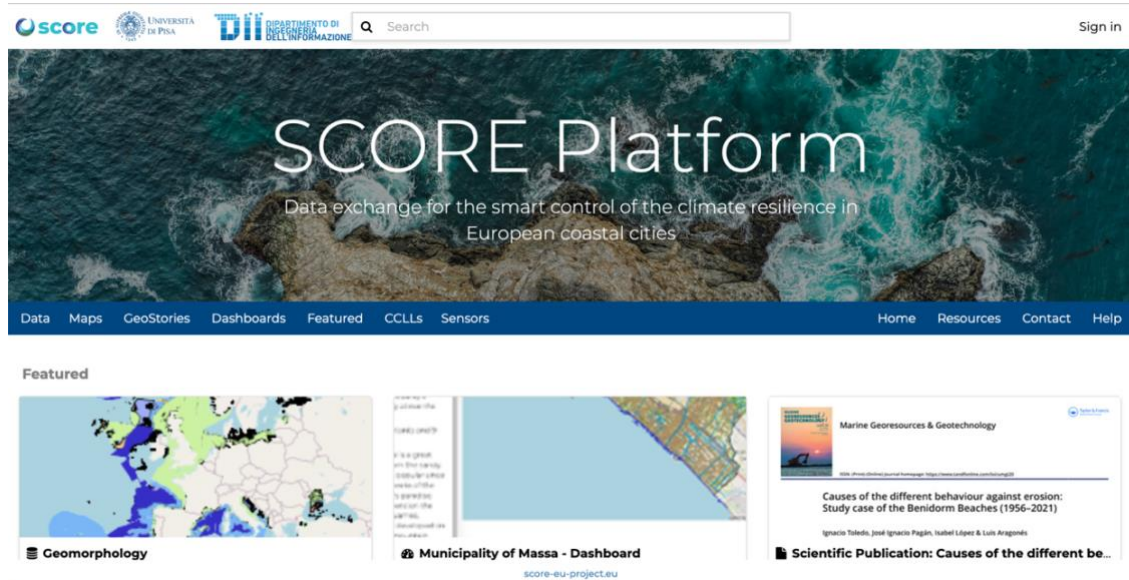 score
UNIVERSITÀ
DI PISA
DII
DIPARTIMENTO DI
INGEGNERIA
DELL'INFORMAZIONE
Search
Sign in
SCORE Platform
Data exchange for the smart control of the climate resilience in
European coastal cities
Data Maps GeoStories Dashboards Featured CCLLs Sensors Home Resources Contact Help
Featured
Marine Georesources & Geotechnology
Causes of the different behaviour against erosion:
Study case of the Benidorm Beaches (1956–2021)
Ignacio Toledo, José Ignacio Pagán, Isabel López & Luis Aragonés
Geomorphology
Municipality of Massa - Dashboard
Scientific Publication: Causes of the different be...
score-eu-project.eu